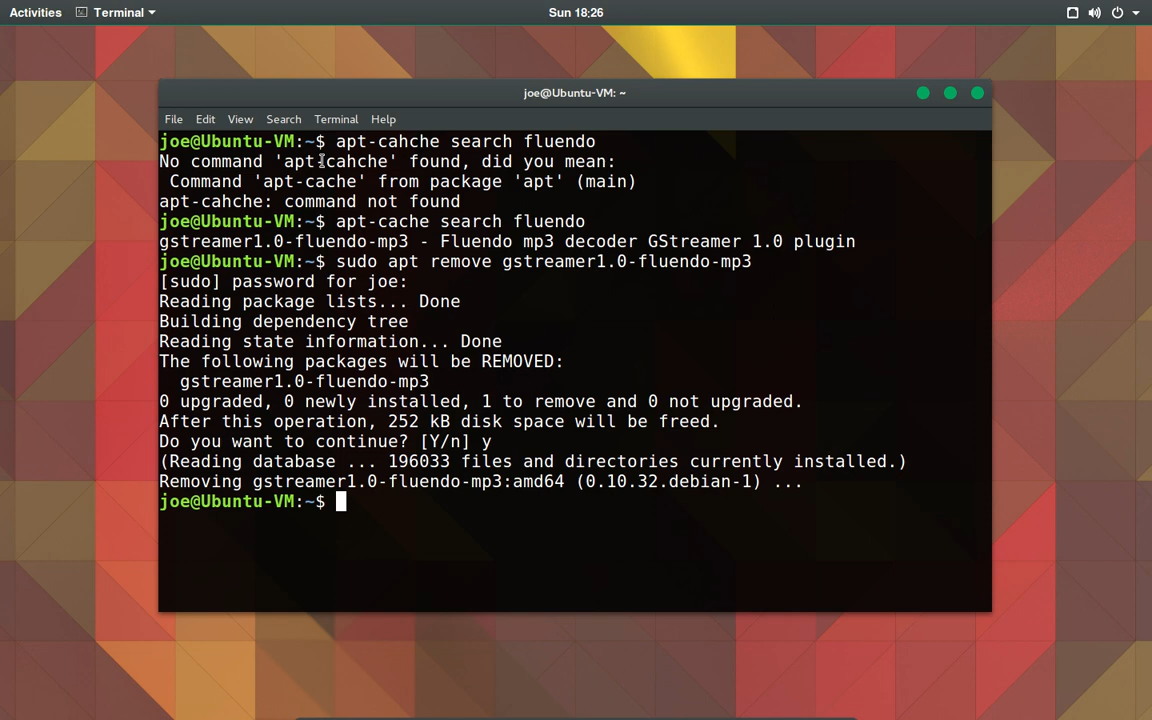 Activities Terminal Sun 18:26
joe@Ubuntu-VM: ~
File Edit View Search Terminal Help
joe@Ubuntu-VM:~$ apt-cahche search fluendo
No command 'apt-cahche' found, did you mean:
 Command 'apt-cache' from package 'apt' (main)
apt-cahche: command not found
joe@Ubuntu-VM:~$ apt-cache search fluendo
gstreamer1.0-fluendo-mp3 - Fluendo mp3 decoder GStreamer 1.0 plugin
joe@Ubuntu-VM:~$ sudo apt remove gstreamer1.0-fluendo-mp3
[sudo] password for joe:
Reading package lists... Done
Building dependency tree
Reading state information... Done
The following packages will be REMOVED:
  gstreamer1.0-fluendo-mp3
0 upgraded, 0 newly installed, 1 to remove and 0 not upgraded.
After this operation, 252 kB disk space will be freed.
Do you want to continue? [Y/n] y
(Reading database ... 196033 files and directories currently installed.)
Removing gstreamer1.0-fluendo-mp3:amd64 (0.10.32.debian-1) ...
joe@Ubuntu-VM:~$